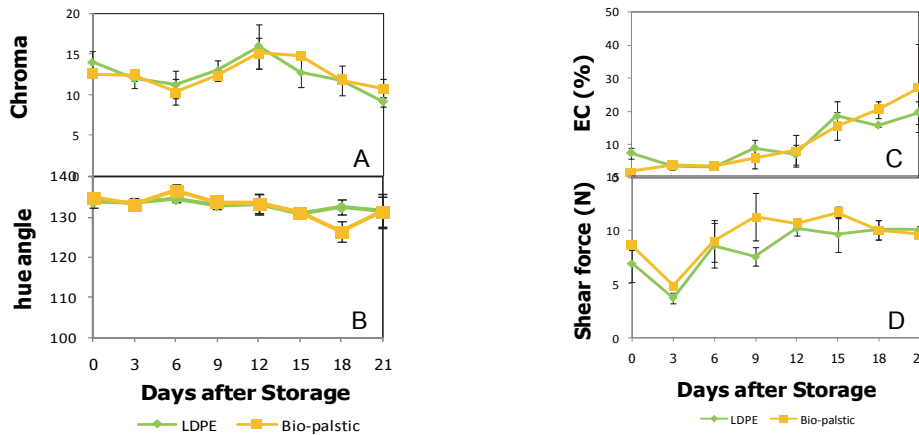 Chroma
20
15
10
5
0
A
hue angle
140
130
120
110
100
B
0 3 6 9 12 15 18 21
Days after Storage
LDPE Bio-palstic
EC (%)
50
40
30
20
10
C
Shear force (N)
15
10
5
0
D
0 3 6 9 12 15 18 21
Days after Storage
LDPE Bio-palstic